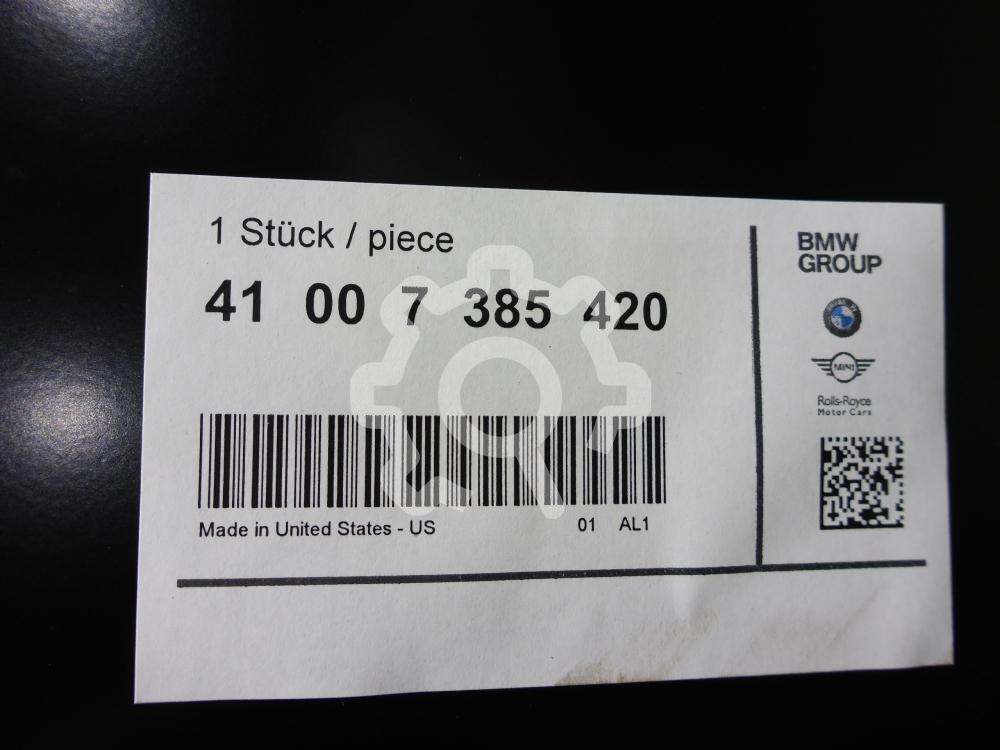 1 Stück / piece
41 00 7 385 420
Made in United States - US 01 AL1
BMW
GROUP
MINI
Rolls-Royce
Motor Cars